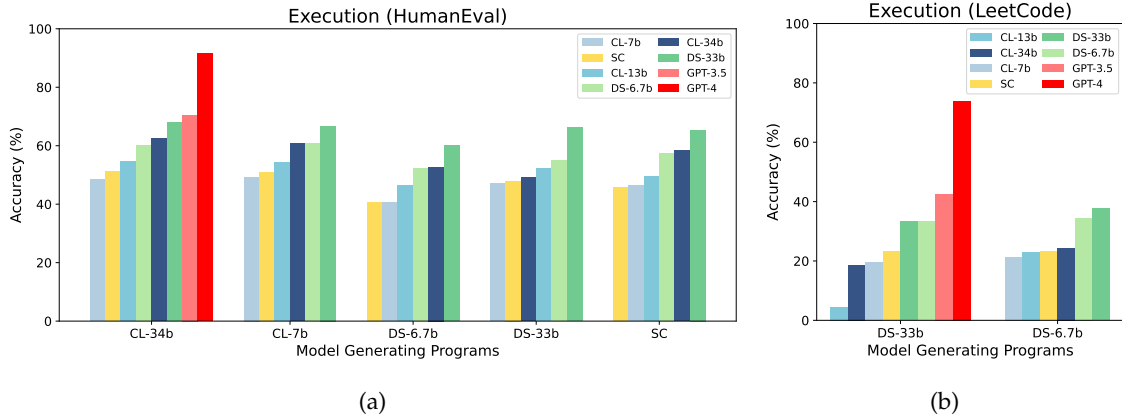 Execution (HumanEval)
Accuracy (%)
100
80
60
40
20
0
CL-7b
SC
CL-13b
DS-6.7b
CL-34b
DS-33b
GPT-3.5
GPT-4
CL-34b
CL-7b
DS-6.7b
DS-33b
SC
Model Generating Programs
(a)
Execution (LeetCode)
Accuracy (%)
100
80
60
40
20
0
CL-13b
CL-34b
CL-7b
SC
DS-33b
DS-6.7b
GPT-3.5
GPT-4
DS-33b
DS-6.7b
Model Generating Programs
(b)